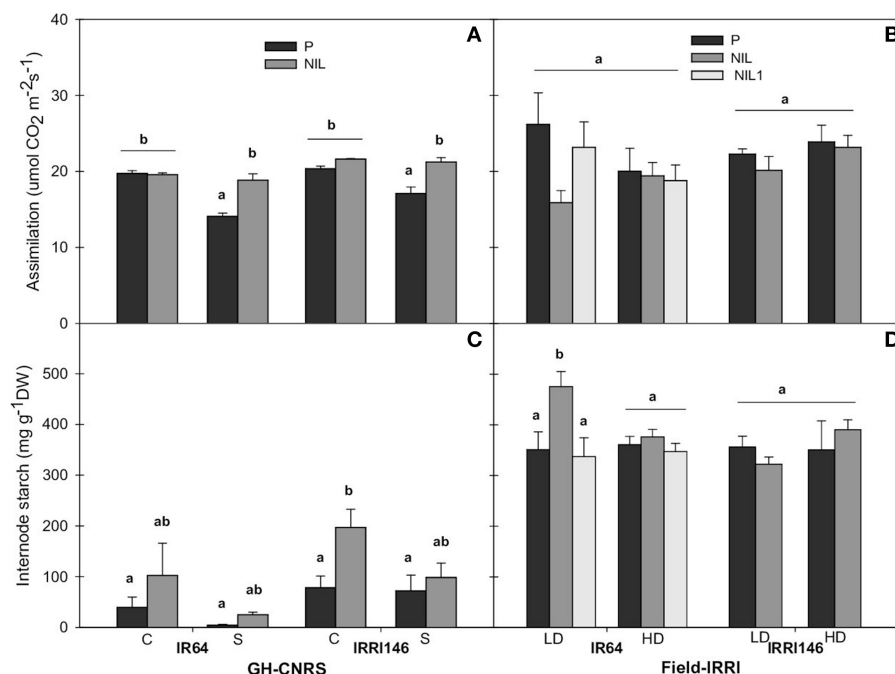 40
A
B
P
P
NIL
NIL
NIL1
a
30
a
b
b
b
b
20
a
a
10
0
Assimilation (umol CO2 m-2s-1)
C
D
500
b
a
a
400
a
a
300
200
b
ab
ab
ab
100
a
a
a
a
0
Internode starch (mg g-1DW)
C IR64 S C IRRI146 S
LD IR64 HD LD IRRI146 HD
GH-CNRS
Field-IRRI